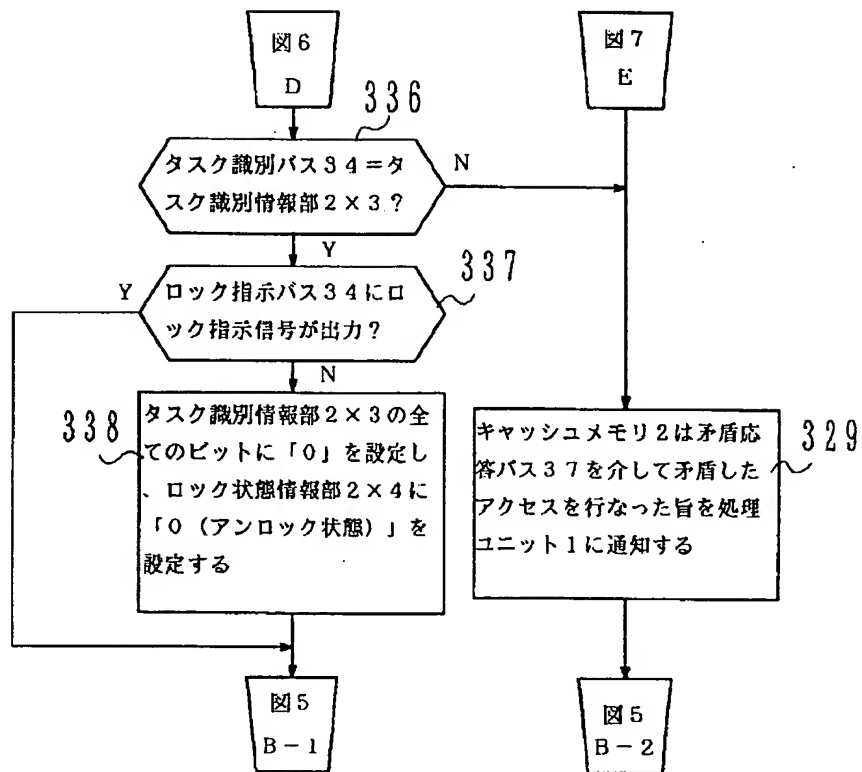 図6
D
図7
E
336
タスク識別バス34=タ
スク識別情報部2×3?
N
Y
337
Y
ロック指示バス34にロ
ック指示信号が出力?
N
338
タスク識別情報部2×3の全
てのビットに「0」を設定し
、ロック状態情報部2×4に
「0(アンロック状態)」を
設定する
キャッシュメモリ2は矛盾応
答バス37を介して矛盾した
アクセスを行なった旨を処理
ユニット1に通知する
329
図5
B-1
図5
B-2